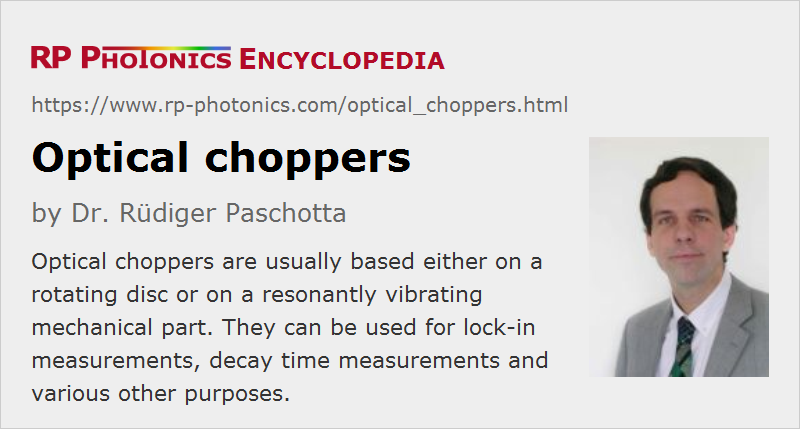 RP PHOTONICS ENCYCLOPEDIA
https://www.rp-photonics.com/optical_choppers.html
Optical choppers
by Dr. Rüdiger Paschotta
Optical choppers are usually based either on a
rotating disc or on a resonantly vibrating
mechanical part. They can be used for lock-in
measurements, decay time measurements and
various other purposes.